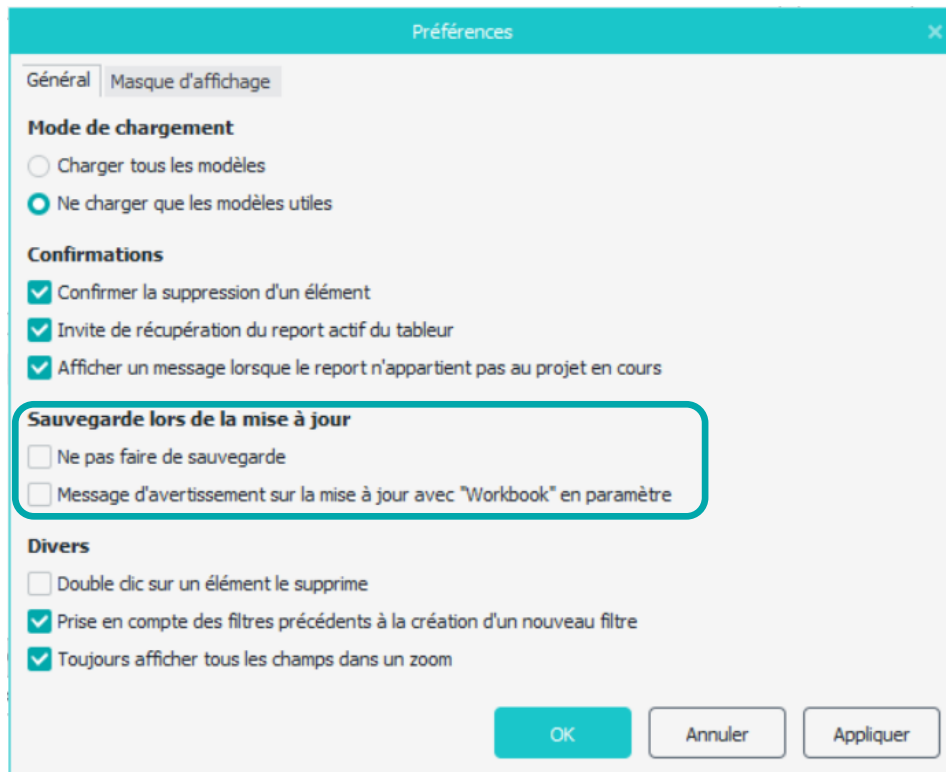 Préférences
Général
Masque d'affichage
Mode de chargement
Charger tous les modèles
Ne charger que les modèles utiles
Confirmations
Confirmer la suppression d'un élément
Invite de récupération du report actif du tableur
Afficher un message lorsque le report n'appartient pas au projet en cours
Sauvegarde lors de la mise à jour
Ne pas faire de sauvegarde
Message d'avertissement sur la mise à jour avec "Workbook" en paramètre
Divers
Double clic sur un élément le supprime
Prise en compte des filtres précédents à la création d'un nouveau filtre
Toujours afficher tous les champs dans un zoom
OK
Annuler
Appliquer